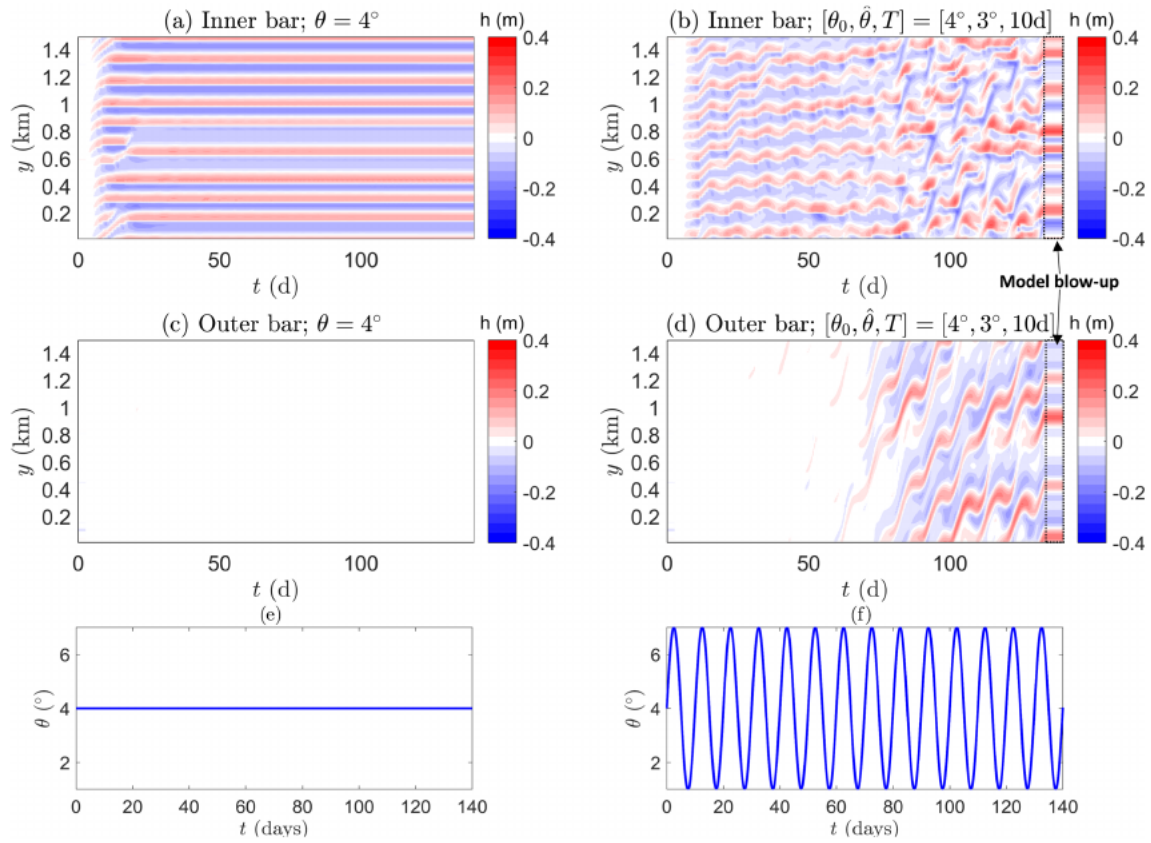 (a) Inner bar; θ = 4°
h (m)
y (km)
1.4
1.2
1
0.8
0.6
0.4
0.2
0
50
100
t (d)
0.4
0.2
0
-0.2
-0.4
(b) Inner bar; [θ₀, θ̂, T] = [4°, 3°, 10d]
h (m)
y (km)
1.4
1.2
1
0.8
0.6
0.4
0.2
0
50
100
t (d)
0.4
0.2
0
-0.2
-0.4
Model blow-up
(c) Outer bar; θ = 4°
h (m)
y (km)
1.4
1.2
1
0.8
0.6
0.4
0.2
0
50
100
t (d)
0.4
0.2
0
-0.2
-0.4
(d) Outer bar; [θ₀, θ̂, T] = [4°, 3°, 10d]
h (m)
y (km)
1.4
1.2
1
0.8
0.6
0.4
0.2
0
50
100
t (d)
0.4
0.2
0
-0.2
-0.4
(e)
θ (°)
6
4
2
0 20 40 60 80 100 120 140
t (days)
(f)
θ (°)
6
4
2
0 20 40 60 80 100 120 140
t (days)